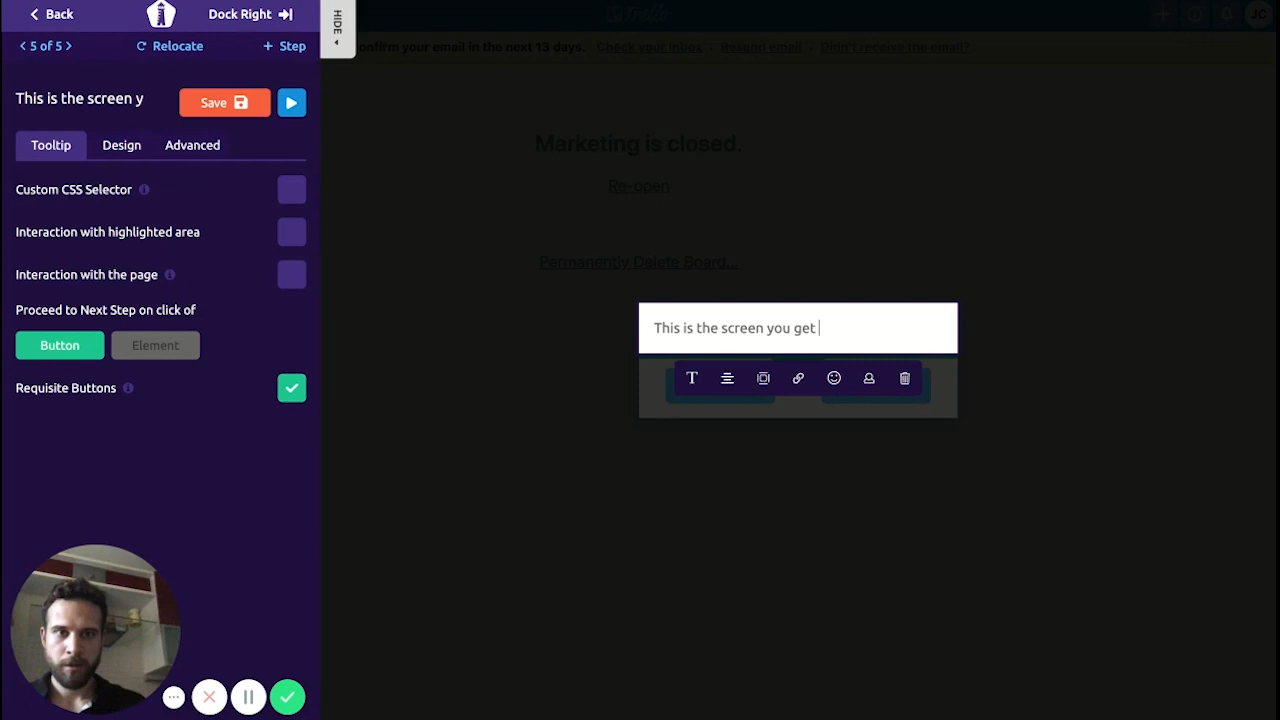 Back
Dock Right
HIDE
5 of 5
Relocate
+ Step
Trello
JC
onfirm your email in the next 13 days. Check your inbox - Resend email - Didn't receive the email?
This is the screen y
Save
Tooltip
Design
Advanced
Marketing is closed.
Custom CSS Selector
Re-open
Interaction with highlighted area
Permanently Delete Board...
Interaction with the page
Proceed to Next Step on click of
This is the screen you get
Button
Element
Requisite Buttons
T